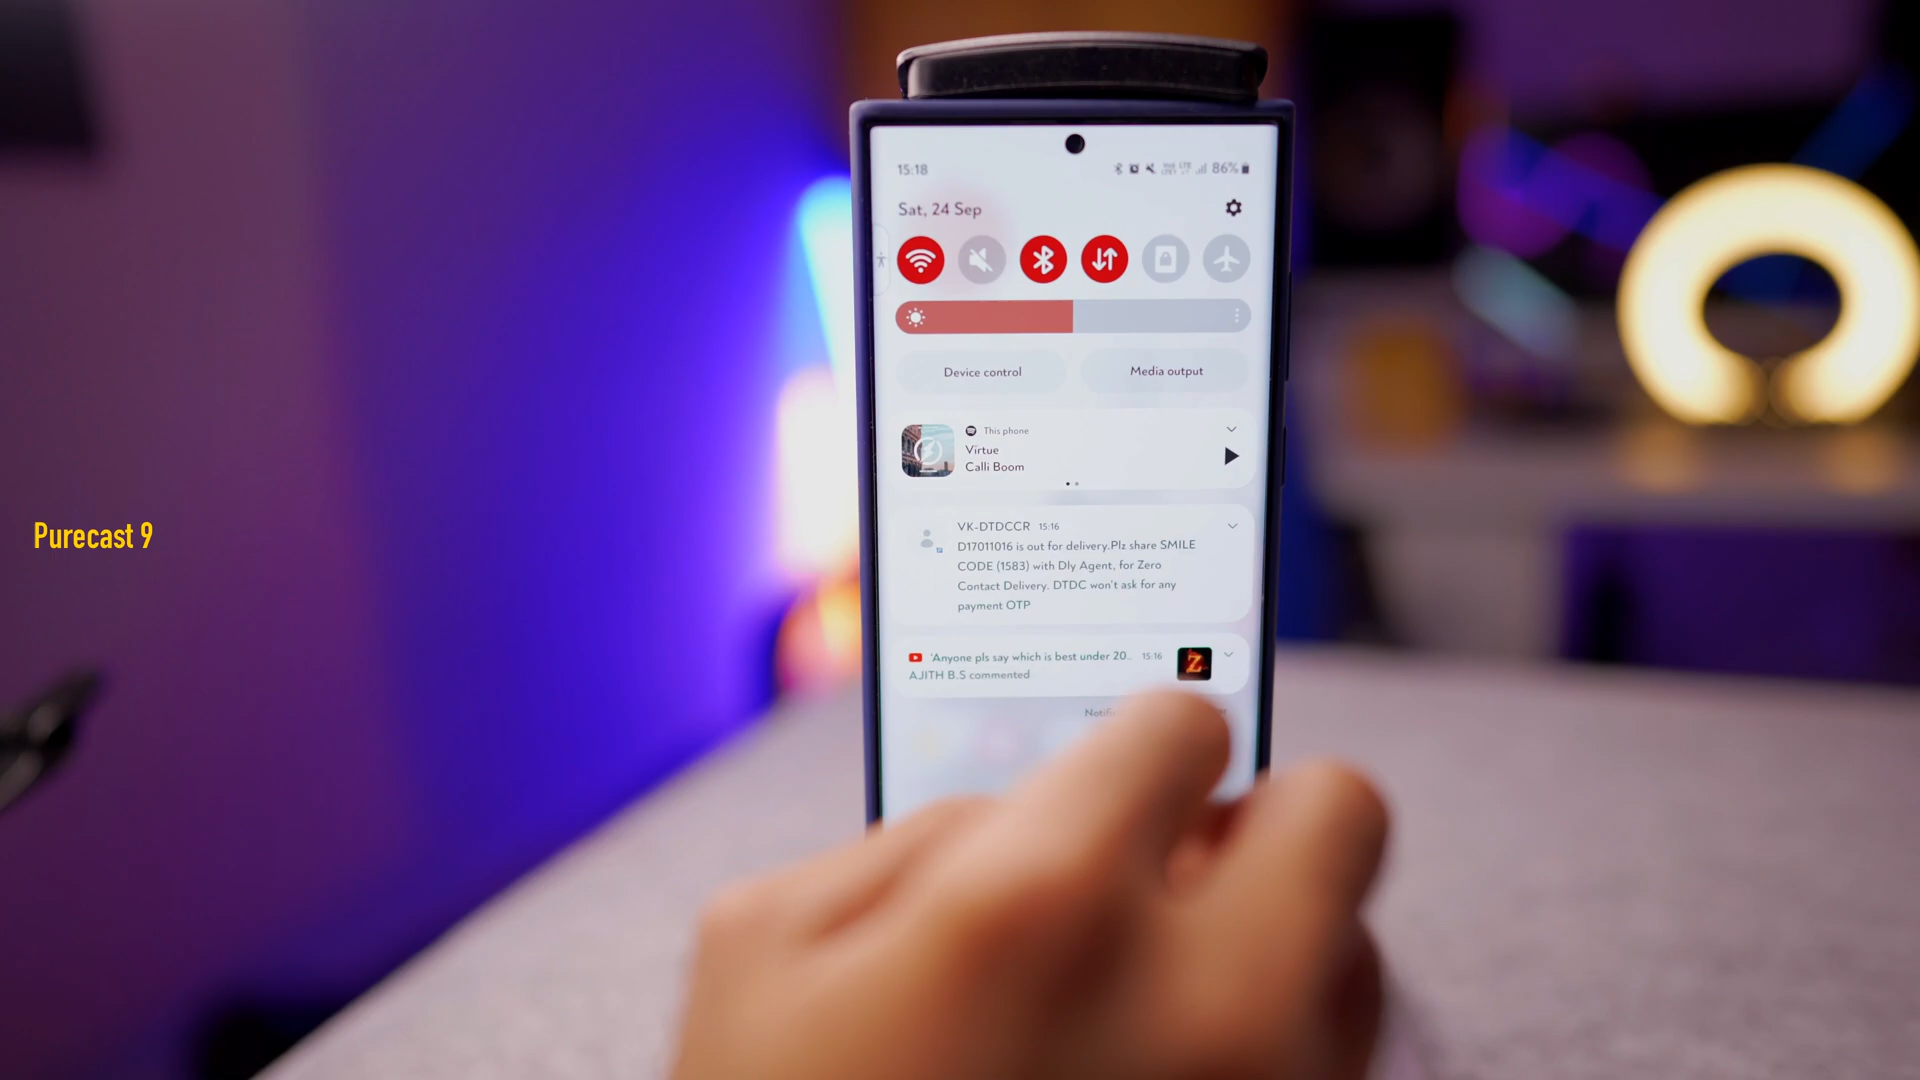 15:18
86%
Sat, 24 Sep
Device control
Media output
This phone
Virtue
Calli Boom
VK-DTDCCR 15:16
D17011016 is out for delivery.Plz share SMILE
CODE (1583) with Dly Agent, for Zero
Contact Delivery. DTDC won't ask for any
payment OTP
'Anyone pls say which is best under 20.. 15:16
AJITH B.S commented
Z
Purecast 9